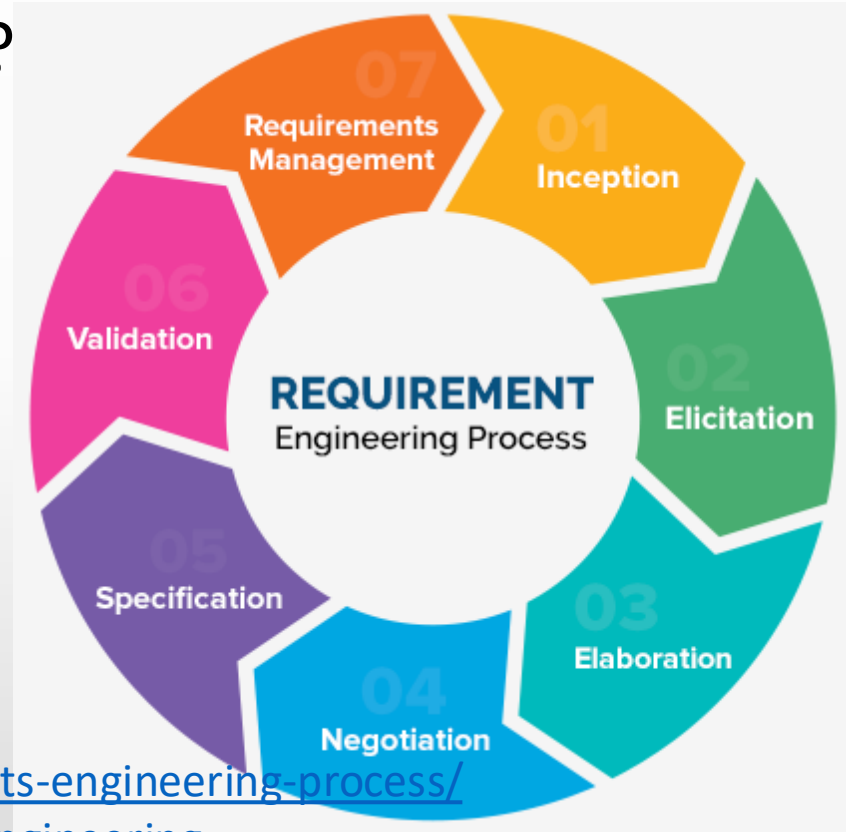 07
Requirements
Management
01
Inception
02
Elicitation
03
Elaboration
04
Negotiation
05
Specification
06
Validation
REQUIREMENT
Engineering Process
ts-engineering-process/